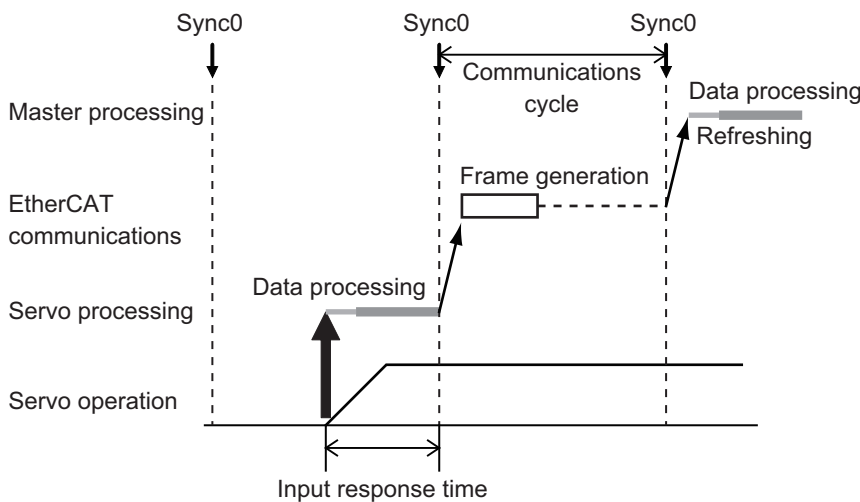 Sync0 Sync0 Sync0
Communications
cycle
Master processing
Data processing
Refreshing
Frame generation
EtherCAT
communications
Data processing
Servo processing
Servo operation
Input response time